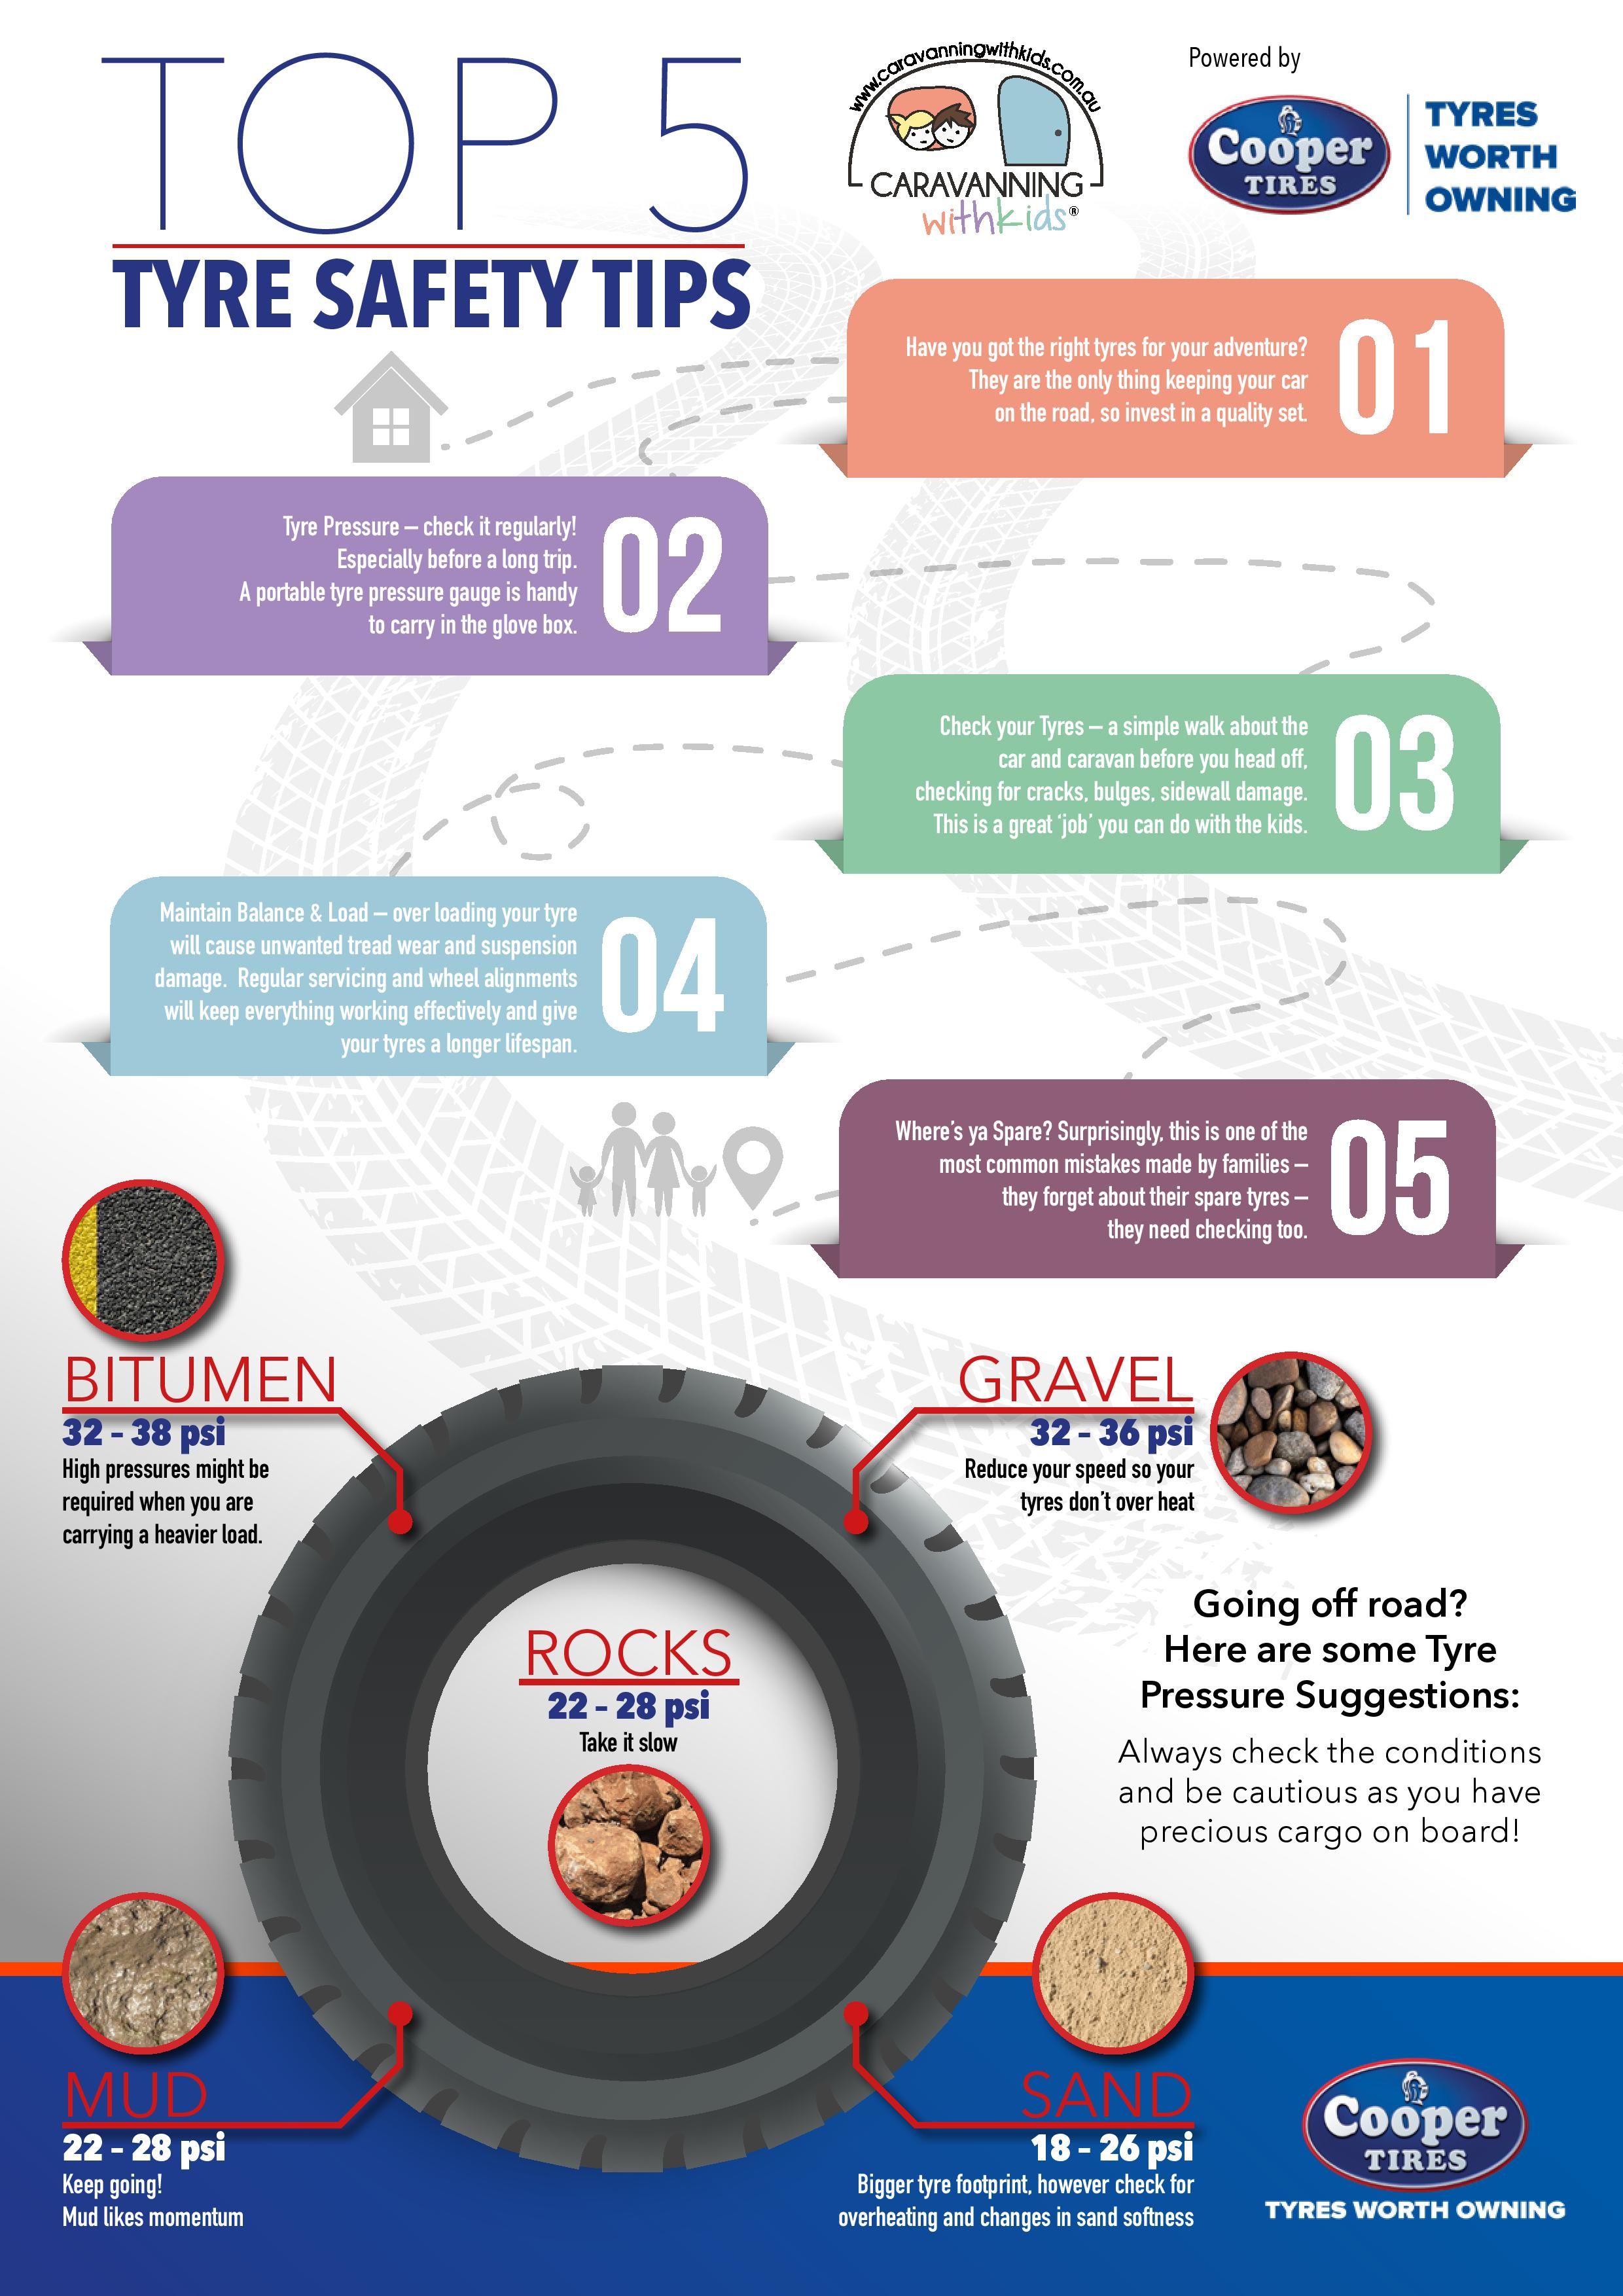 TOP 5
TYRE SAFETY TIPS
www.caravanningwithkids.com.au
CARAVANNING
withkids®
Powered by
Cooper
TIRES
TYRES
WORTH
OWNING
Have you got the right tyres for your adventure?
They are the only thing keeping your car
on the road, so invest in a quality set.
01
Tyre Pressure – check it regularly!
Especially before a long trip.
A portable tyre pressure gauge is handy
to carry in the glove box.
02
Check your Tyres – a simple walk about the
car and caravan before you head off,
checking for cracks, bulges, sidewall damage.
This is a great ‘job’ you can do with the kids.
03
Maintain Balance & Load – over loading your tyre
will cause unwanted tread wear and suspension
damage.  Regular servicing and wheel alignments
will keep everything working effectively and give
your tyres a longer lifespan.
04
Where’s ya Spare? Surprisingly, this is one of the
most common mistakes made by families –
they forget about their spare tyres –
they need checking too.
05
BITUMEN
32 - 38 psi
High pressures might be
required when you are
carrying a heavier load.
GRAVEL
32 - 36 psi
Reduce your speed so your
tyres don’t over heat
ROCKS
22 - 28 psi
Take it slow
Going off road?
Here are some Tyre
Pressure Suggestions:
Always check the conditions
and be cautious as you have
precious cargo on board!
MUD
22 - 28 psi
Keep going!
Mud likes momentum
SAND
18 - 26 psi
Bigger tyre footprint, however check for
overheating and changes in sand softness
Cooper
TIRES
TYRES WORTH OWNING